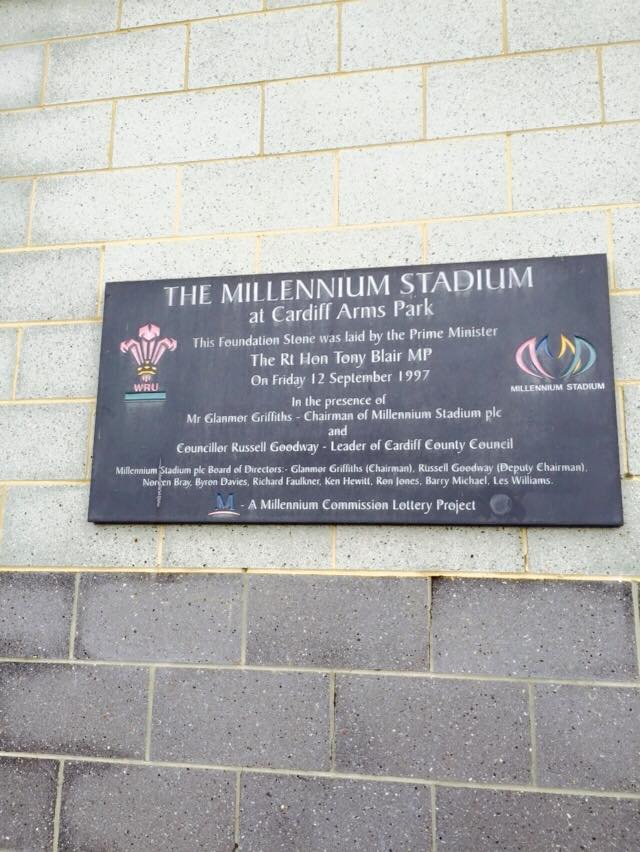 THE MILLENNIUM STADIUM
at Cardiff Arms Park
This Foundation Stone was laid by the Prime Minister
The Rt Hon Tony Blair MP
On Friday 12 September 1997
WRU
MILLENNIUM STADIUM
In the presence of
Mr Glanmor Griffiths - Chairman of Millennium Stadium plc
and
Councillor Russell Goodway - Leader of Cardiff County Council
Millennium Stadium plc Board of Directors:- Glanmor Griffiths (Chairman), Russell Goodway (Deputy Chairman),
Noreen Bray, Byron Davies, Richard Faulkner, Ken Hewitt, Ron Jones, Barry Michael, Les Williams.
M - A Millennium Commission Lottery Project